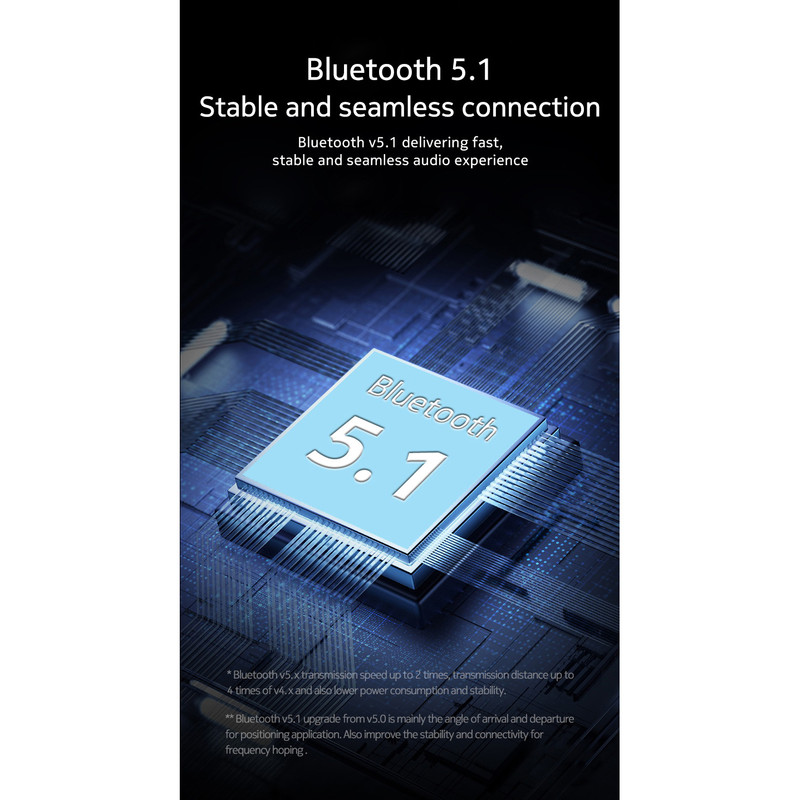 Bluetooth 5.1
Stable and seamless connection
Bluetooth v5.1 delivering fast,
stable and seamless audio experience
Bluetooth
5.1
* Bluetooth v5.x transmission speed up to 2 times, transmission distance up to
4 times of v4.x and also lower power consumption and stability.
** Bluetooth v5.1 upgrade from v5.0 is mainly the angle of arrival and departure
for positioning application. Also improve the stability and connectivity for
frequency hoping .